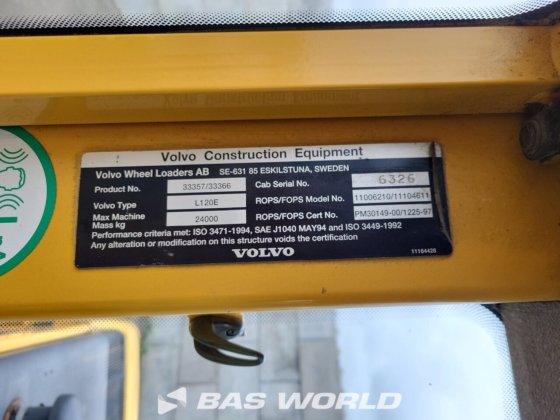 Volvo Construction Equipment
Volvo Wheel Loaders AB SE-631 85 ESKILSTUNA, SWEDEN
Product No. 33357/33366 Cab Serial No. 6326
Volvo Type L120E ROPS/FOPS Model No. 11006210/11104611
Max Machine Mass kg 24000 ROPS/FOPS Cert No. PM30149-00/1225-97
Performance criteria met: ISO 3471-1994, SAE J1040 MAY94 and ISO 3449-1992
Any alteration or modification on this structure voids the certification.
VOLVO
11164428
BAS WORLD